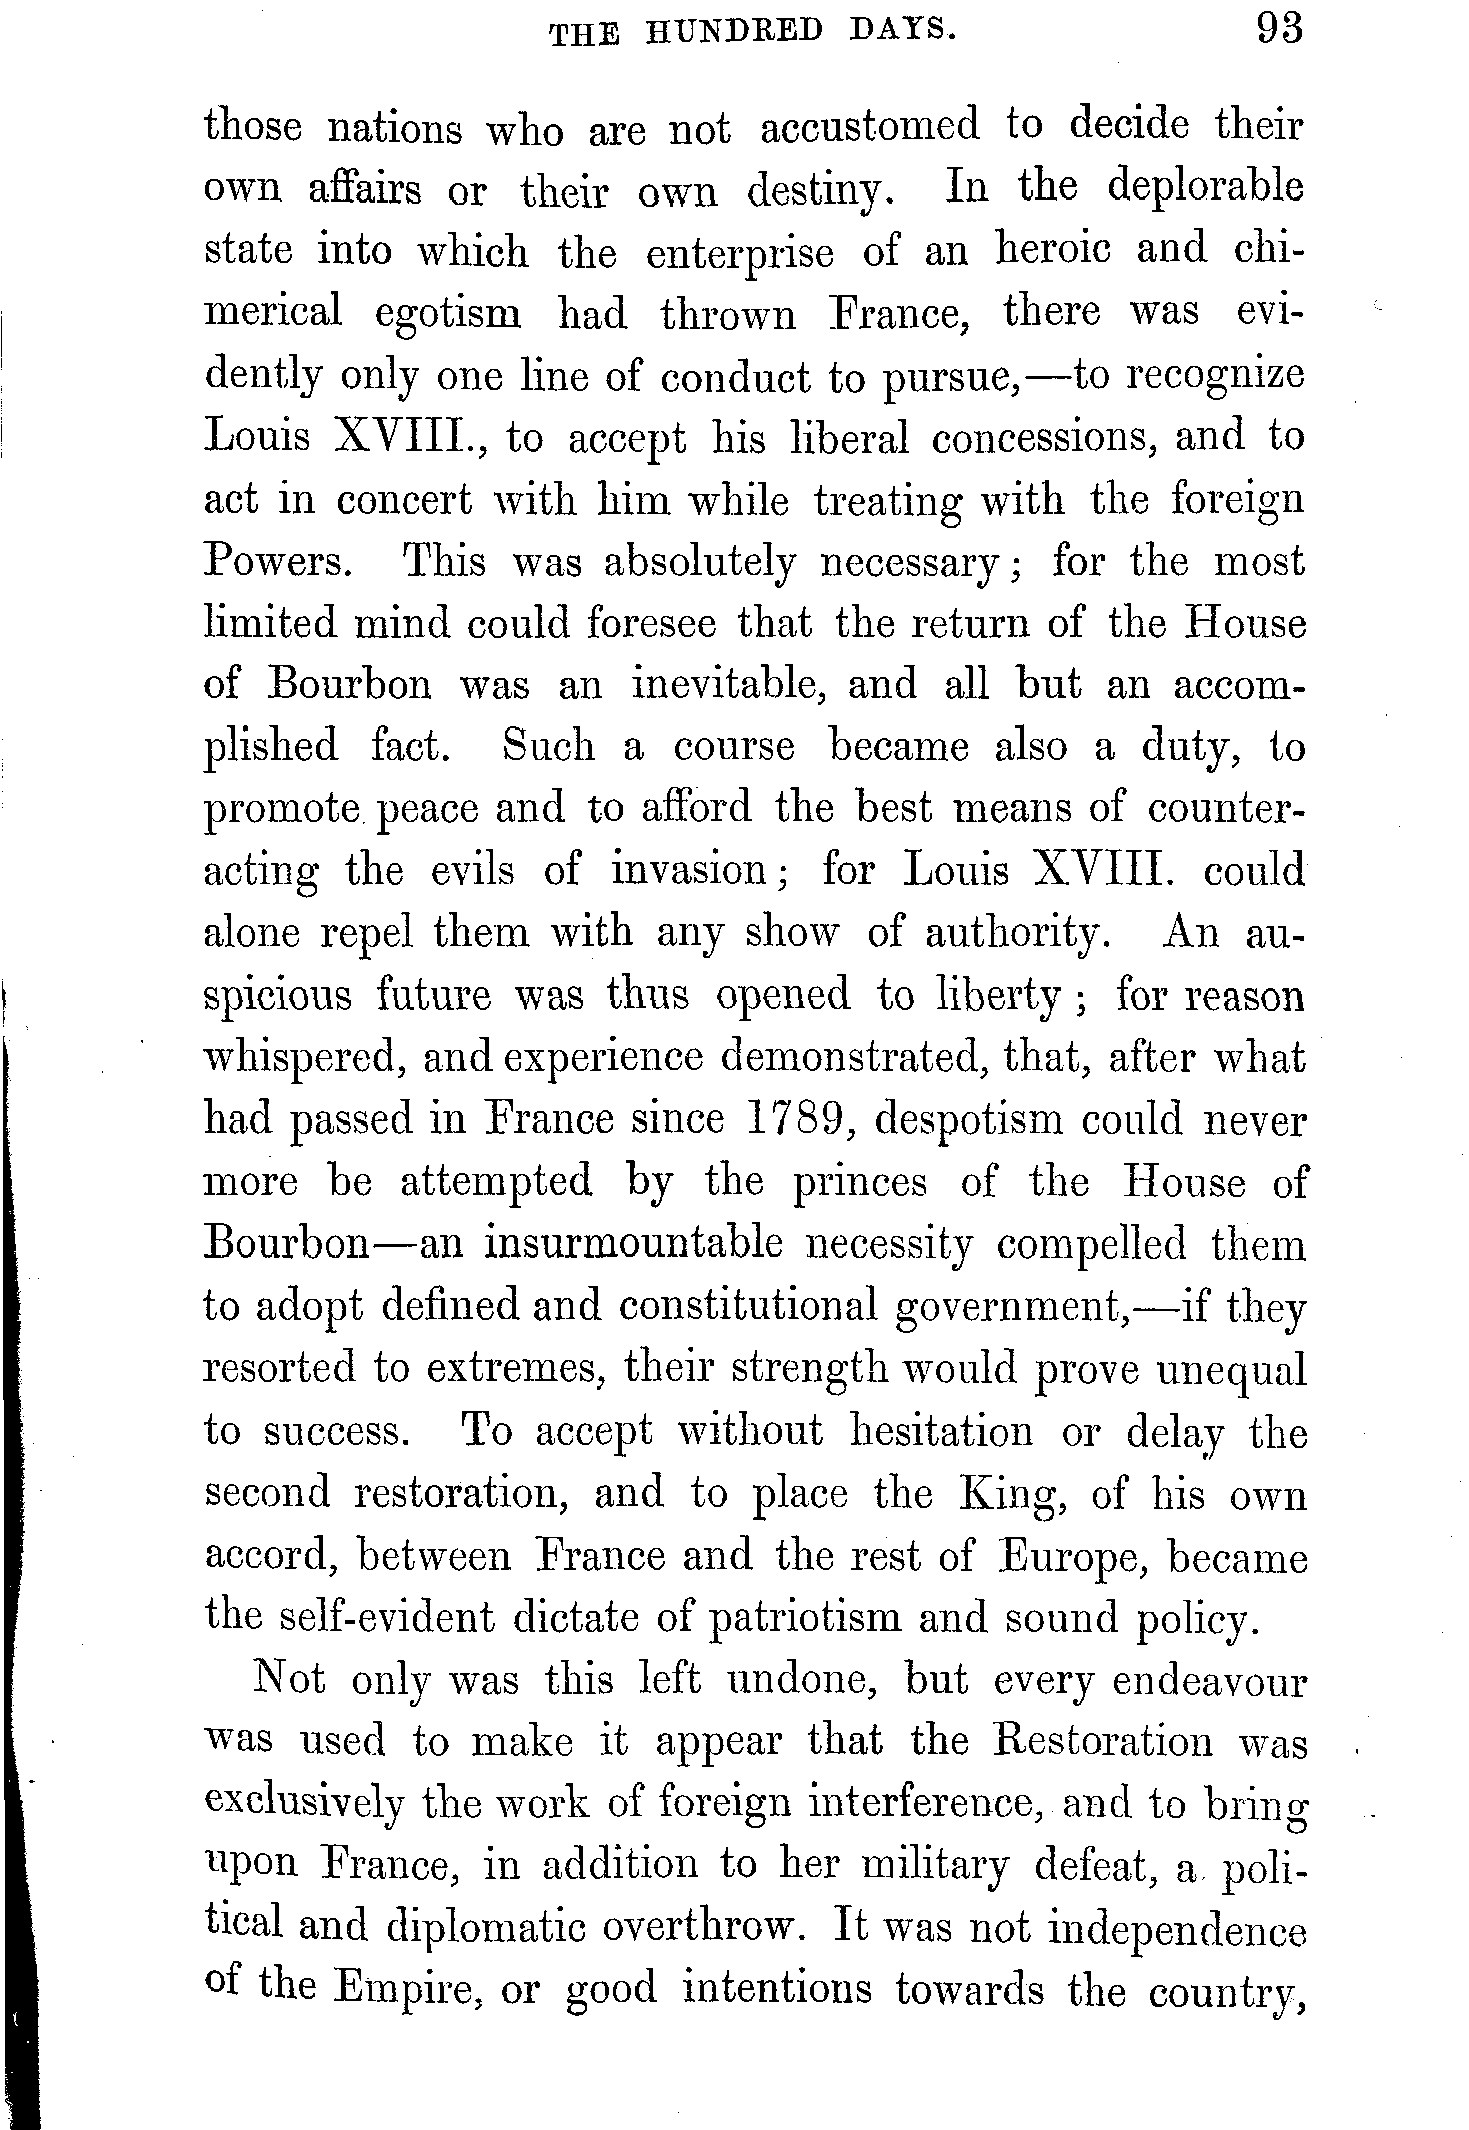 THE HUNDRED DAYS. 93
those nations who are not accustomed to decide their
own affairs or their own destiny. In the deplorable
state into which the enterprise of an heroic and chi-
merical egotism had thrown France, there was evi-
dently only one line of conduct to pursue,—to recognize
Louis XVIII., to accept his liberal concessions, and to
act in concert with him while treating with the foreign
Powers. This was absolutely necessary; for the most
limited mind could foresee that the return of the House
of Bourbon was an inevitable, and all but an accom-
plished fact. Such a course became also a duty, to
promote peace and to afford the best means of counter-
acting the evils of invasion; for Louis XVIII. could
alone repel them with any show of authority. An au-
spicious future was thus opened to liberty; for reason
whispered, and experience demonstrated, that, after what
had passed in France since 1789, despotism could never
more be attempted by the princes of the House of
Bourbon—an insurmountable necessity compelled them
to adopt defined and constitutional government,—if they
resorted to extremes, their strength would prove unequal
to success. To accept without hesitation or delay the
second restoration, and to place the King, of his own
accord, between France and the rest of Europe, became
the self-evident dictate of patriotism and sound policy.
Not only was this left undone, but every endeavour
was used to make it appear that the Restoration was
exclusively the work of foreign interference, and to bring
upon France, in addition to her military defeat, a poli-
tical and diplomatic overthrow. It was not independence
of the Empire, or good intentions towards the country,